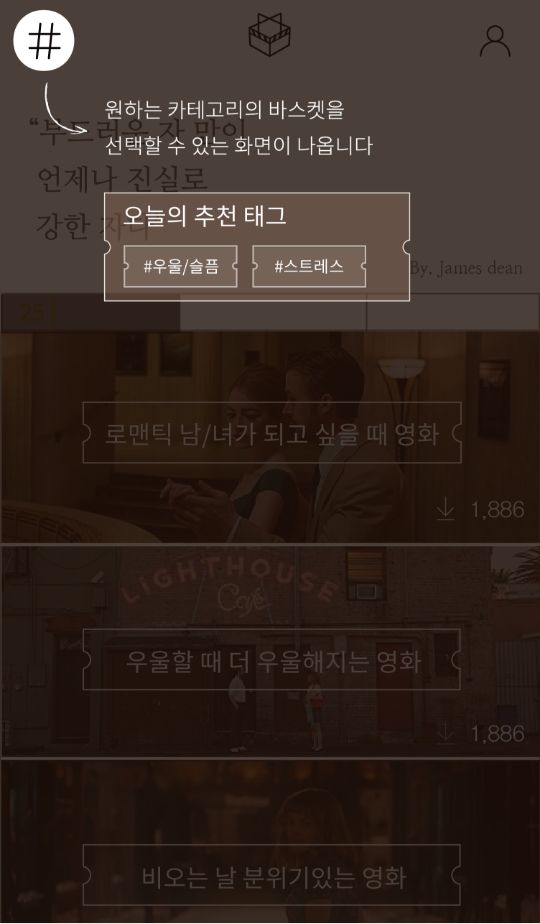 #
원하는 카테고리의 바스켓을
선택할 수 있는 화면이 나옵니다
“부드러운 자 많이
언제나 진실로
강한 자다
오늘의 추천 태그
#우울/슬픔
#스트레스
By. James dean
25
로맨틱 남/녀가 되고 싶을 때 영화
1,886
LIGHTHOUSE
Café
우울할 때 더 우울해지는 영화
1,886
비오는 날 분위기있는 영화